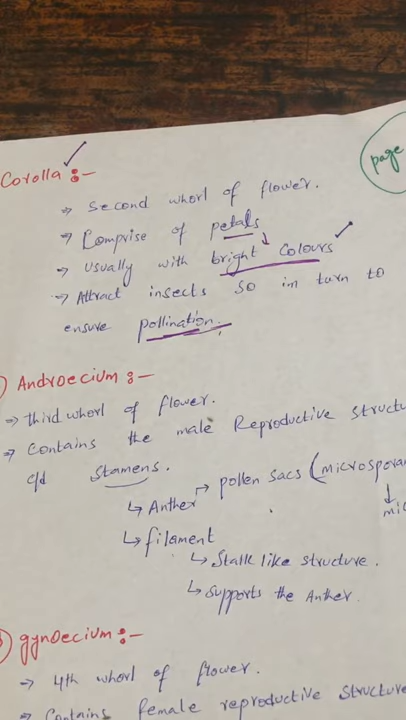 page
Corolla :-
⇒ Second whorl of flower.
⇒ Comprise of petals
⇒ Usually with bright colours
⇒ Attract insects so in turn to
ensure pollination.
Androecium :-
⇒ third whorl of flower.
⇒ Contains the male Reproductive Structu
c/d Stamens.
↳ Anther → pollen sacs (microsporan
↓
mic
↳ filament
↳ Stalk like structure.
↳ Supports the Anther.
) gynoecium :-
→ 4th whorl of flower.
→ Contains female reproductive structure